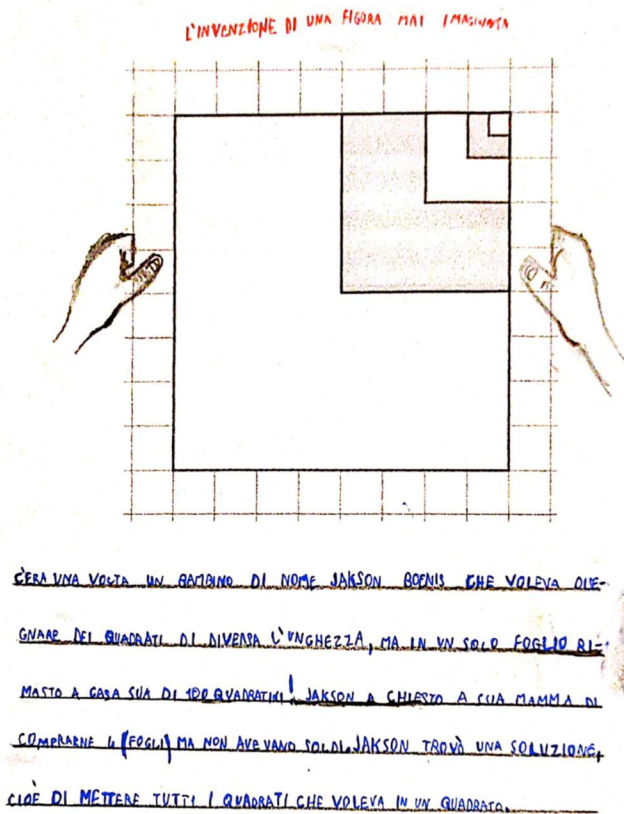 L'INVENZIONE DI UNA FIGURA MAI IMAGINATA
C'ERA UNA VOLTA UN BAMBINO DI NOME JAKSON BOENIS CHE VOLEVA DISE-
GNARE DEI QUADRATI DI DIVERSA L'UNGHEZZA, MA IN UN SOLO FOGLIO RI-
MASTO A CASA SUA DI 100 QUADRATINI! JAKSON A CHIESTO A SUA MAMMA DI
COMPRARNE 4 (FOGLI) MA NON AVEVANO SOLDI. JAKSON TROVÒ UNA SOLUZIONE,
CIOÈ DI METTERE TUTTI I QUADRATI CHE VOLEVA IN UN QUADRATO.